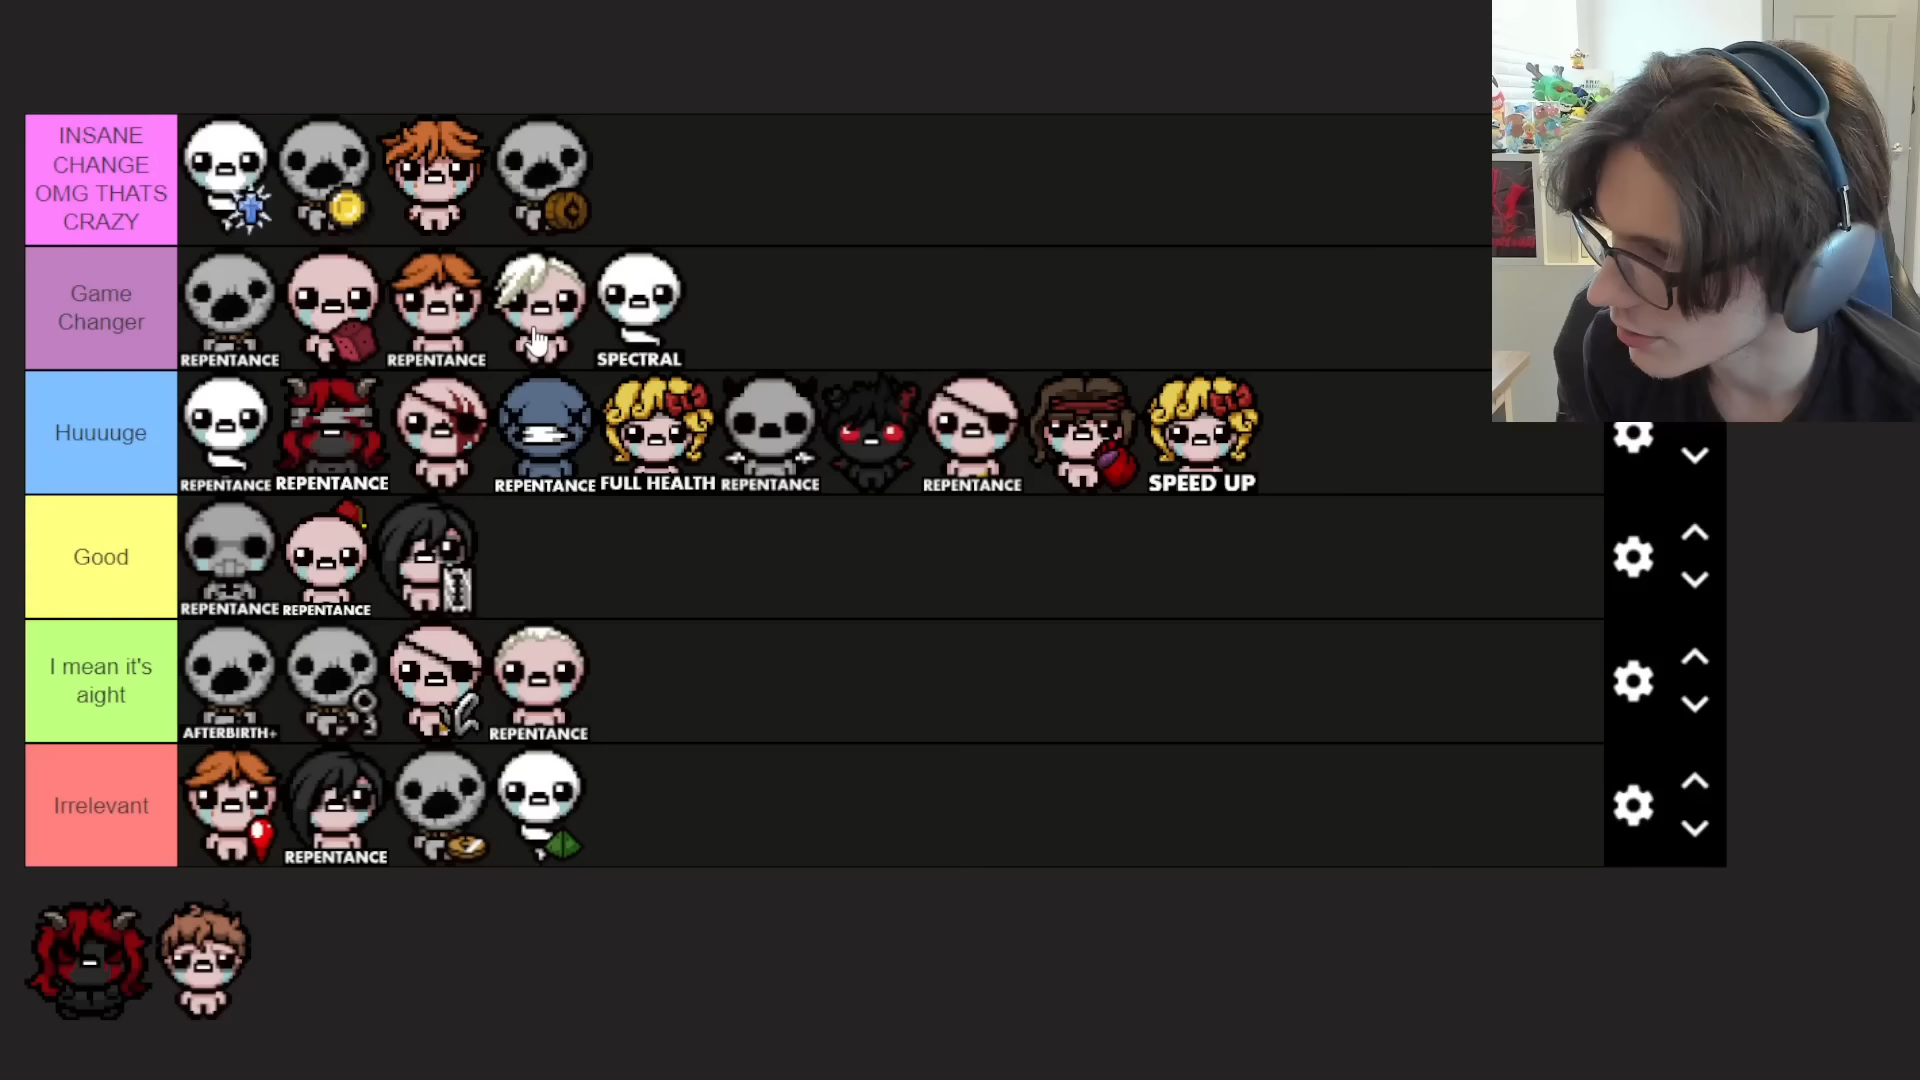 INSANE
CHANGE
OMG THATS
CRAZY
Game
Changer
REPENTANCE
REPENTANCE
SPECTRAL
Huuuuge
REPENTANCE
REPENTANCE
REPENTANCE
FULL HEALTH
REPENTANCE
REPENTANCE
SPEED UP
Good
REPENTANCE
REPENTANCE
I mean it's
aight
AFTERBIRTH+
REPENTANCE
Irrelevant
REPENTANCE